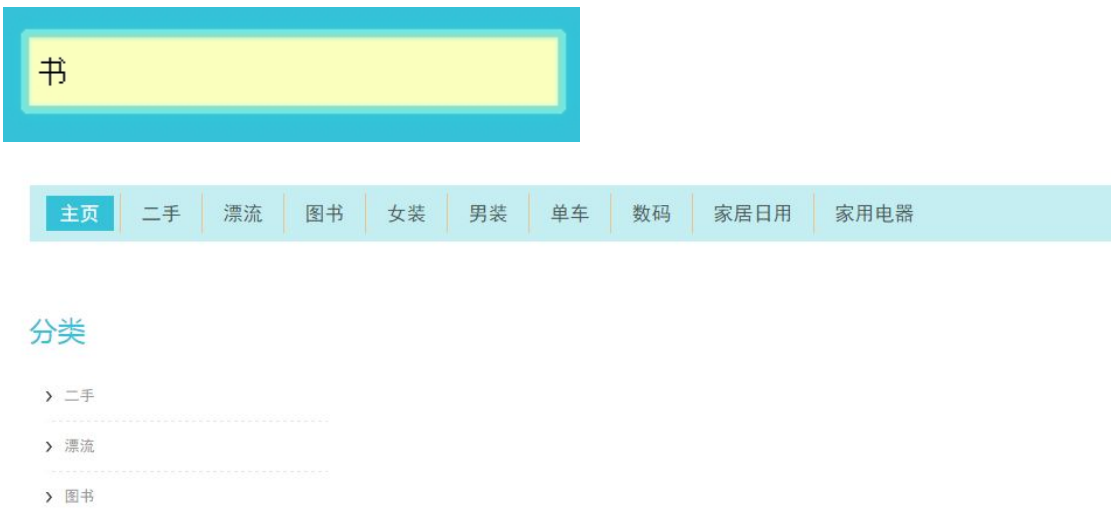 书
主页 二手 漂流 图书 女装 男装 单车 数码 家居日用 家用电器
分类
二手
漂流
图书